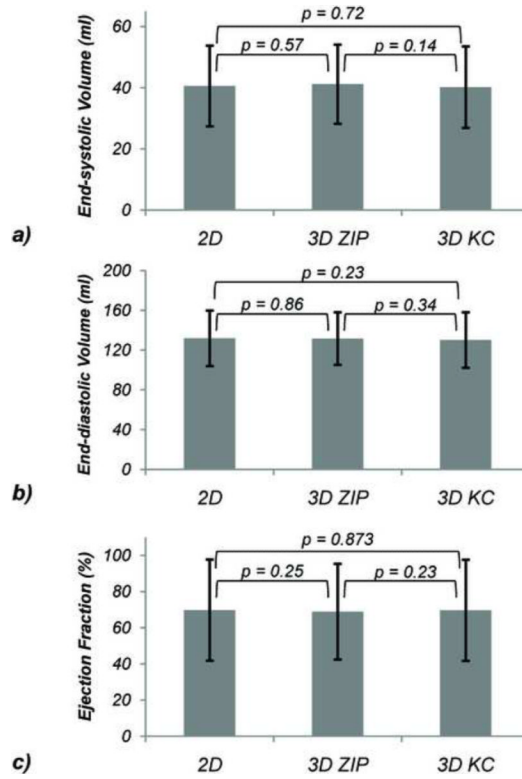 End-systolic Volume (ml)
60
40
20
0
p = 0.72
p = 0.57
p = 0.14
2D
3D ZIP
3D KC
a)
End-diastolic Volume (ml)
200
160
120
80
40
0
p = 0.23
p = 0.86
p = 0.34
2D
3D ZIP
3D KC
b)
Ejection Fraction (%)
100
80
60
40
20
0
p = 0.873
p = 0.25
p = 0.23
2D
3D ZIP
3D KC
c)